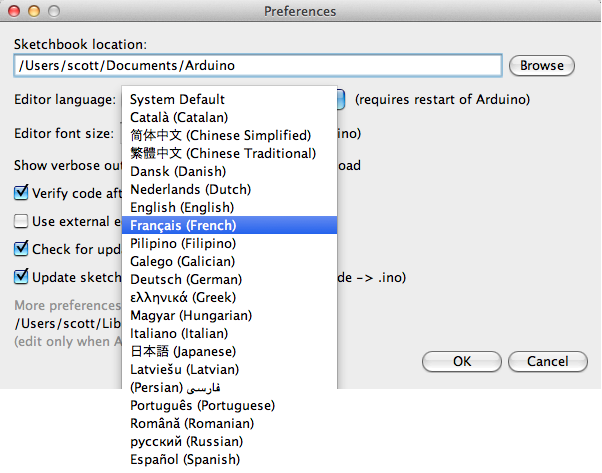 Preferences
Sketchbook location:
/Users/scott/Documents/Arduino
Browse
Editor language: (requires restart of Arduino)
Editor font size: ino)
Show verbose out oad
Verify code aft
Use external e
Check for upd
Update sketch de -> .ino)
More preferences
/Users/scott/Lib
(edit only when A
System Default
Català (Catalan)
简体中文 (Chinese Simplified)
繁體中文 (Chinese Traditional)
Dansk (Danish)
Nederlands (Dutch)
English (English)
Français (French)
Pilipino (Filipino)
Galego (Galician)
Deutsch (German)
ελληνικά (Greek)
Magyar (Hungarian)
Italiano (Italian)
日本語 (Japanese)
Latviešu (Latvian)
(Persian) فارسی
Português (Portuguese)
Română (Romanian)
русский (Russian)
Español (Spanish)
OK
Cancel